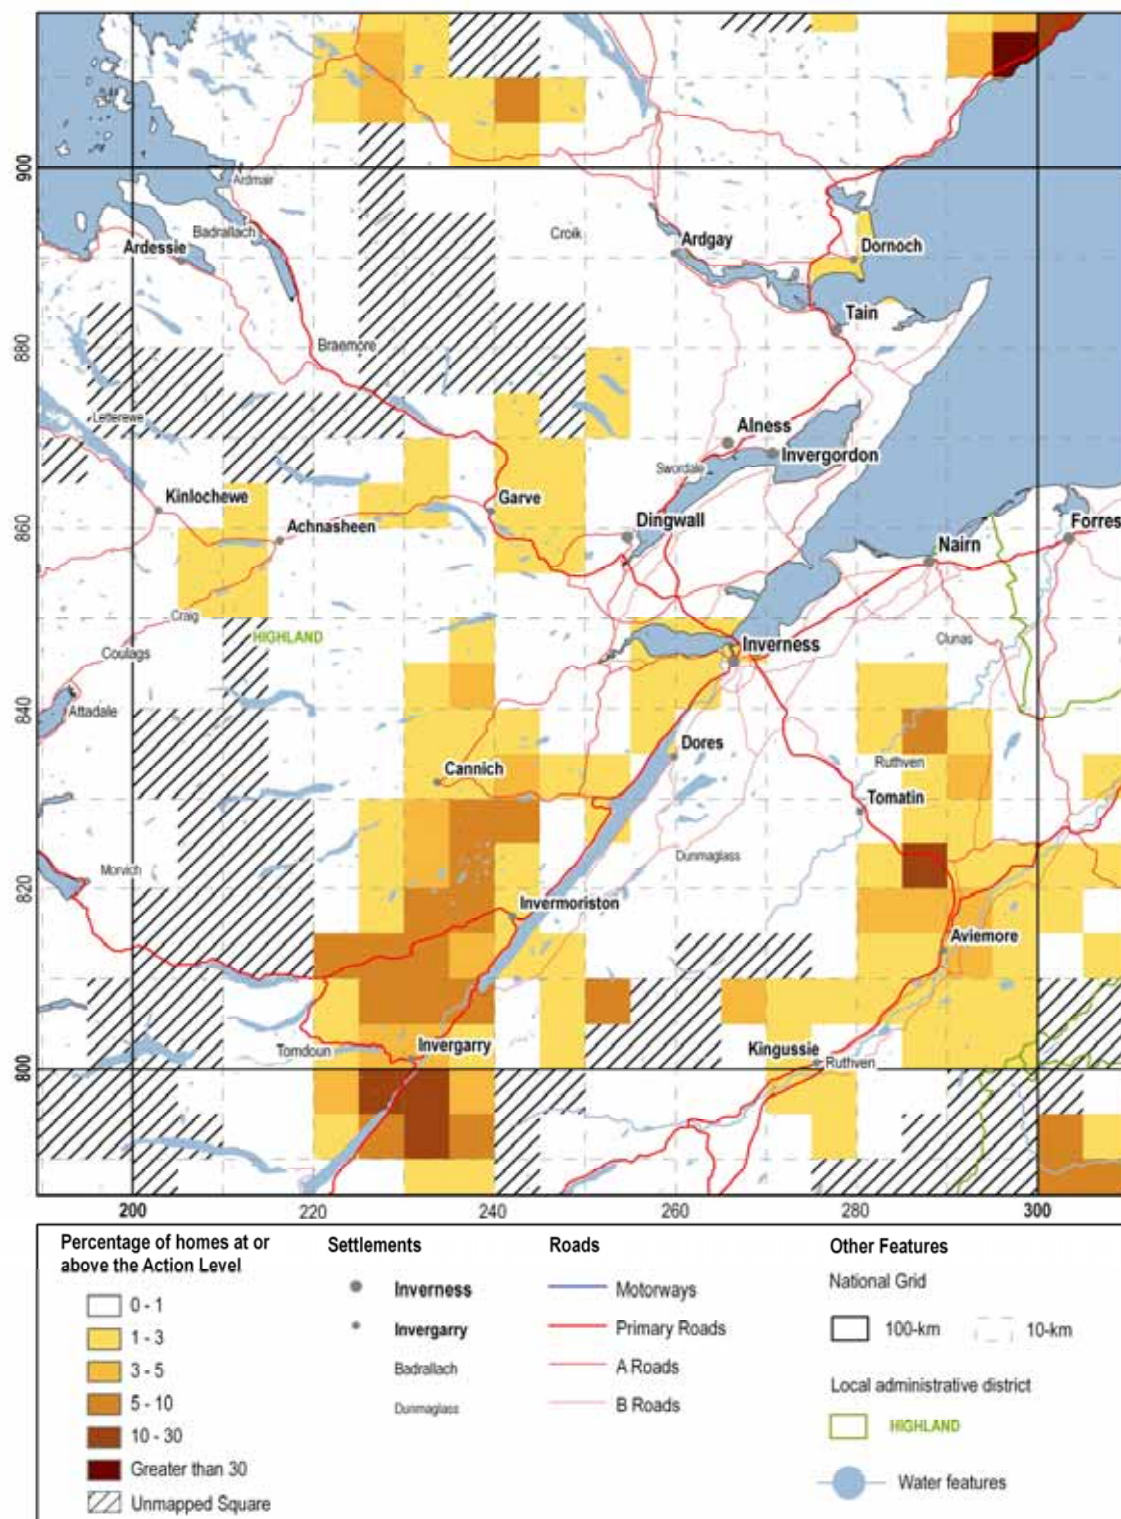 900
880
860
840
820
800
Ardmair
Badrallach
Ardessie
Croik
Ardgay
Dornoch
Tain
Braemore
Letterewe
Alness
Invergordon
Swordale
Kinlochewe
Achnasheen
Garve
Dingwall
Forres
Nairn
Craig
HIGHLAND
Coulags
Inverness
Clunas
Attadale
Dores
Cannich
Ruthven
Tomatin
Dunmaglass
Morvich
Invermoriston
Aviemore
Tomdoun
Invergarry
Kingussie
Ruthven
200
220
240
260
280
300
Percentage of homes at or
above the Action Level
0 - 1
1 - 3
3 - 5
5 - 10
10 - 30
Greater than 30
Unmapped Square
Settlements
Inverness
Invergarry
Badrallach
Dunmaglass
Roads
Motorways
Primary Roads
A Roads
B Roads
Other Features
National Grid
100-km
10-km
Local administrative district
HIGHLAND
Water features